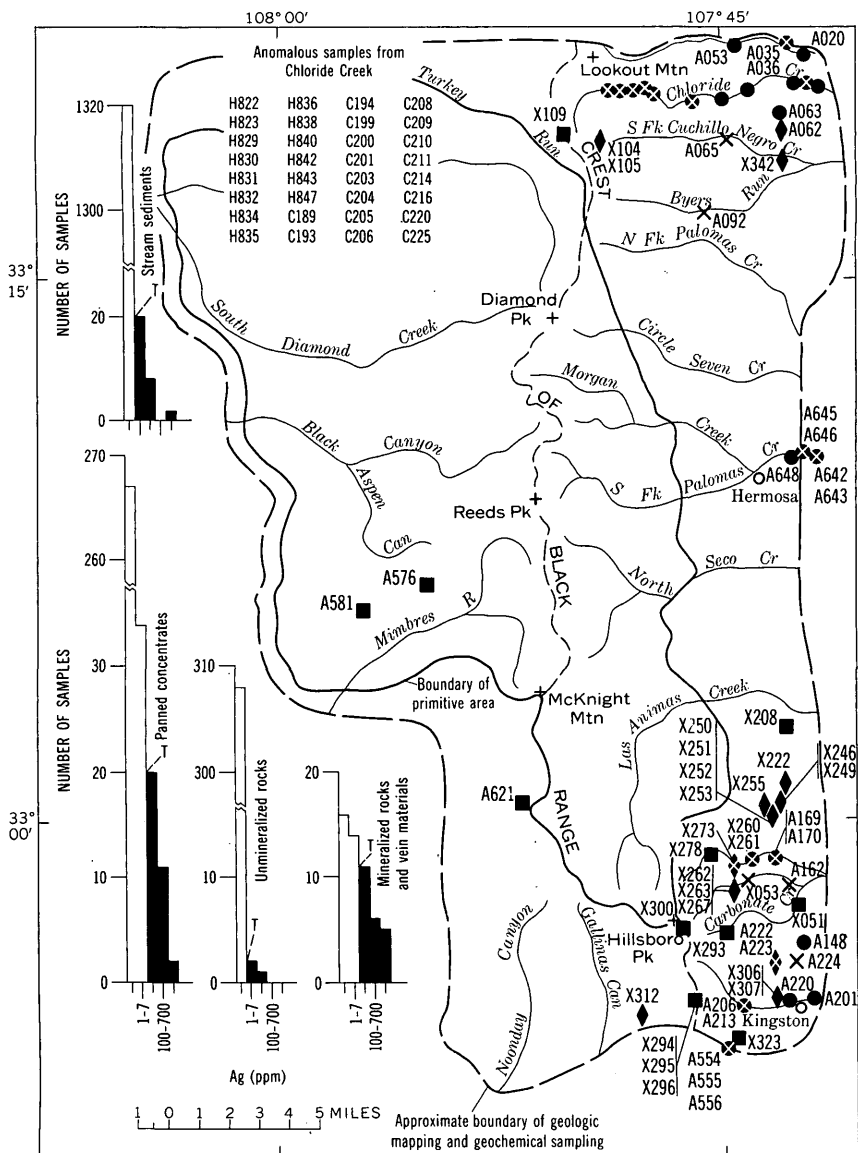 108°00′
107°45′
Anomalous samples from
Chloride Creek
H822 H836 C194 C208
H823 H838 C199 C209
H829 H840 C200 C210
H830 H842 C201 C211
H831 H843 C203 C214
H832 H847 C204 C216
H834 C189 C205 C220
H835 C193 C206 C225
Turkey
Run
A053
A035
A020
Lookout Mtn
A036
Chloride
Cr
X109
CREST
A063
A062
S Fk Cuchillo Negro Cr
X104
X105
A065
X342
Byers Run
A092
N Fk Palomas Cr
33°
15′
Diamond
Pk
South Diamond Creek
Circle Seven Cr
Morgan
Creek
OF
Black Canyon
Aspen
Can
A645
A646
Cr
A648
A642
A643
S Fk Palomas
Hermosa
Reeds Pk
BLACK
North Seco Cr
A576
A581
Mimbres R
Boundary of
primitive area
McKnight
Mtn
Las Animas Creek
X208
X250
X251
X252
X253
X222
X246
X249
X255
A621
RANGE
33°
00′
X273
X260
X261
A169
A170
X278
X262
X263
X267
X053
A162
Carbonate Cr
X051
X300
Hillsboro
Pk
X293
A222
A223
A148
A224
X306
X307
A220
A201
Canyon
Noonday
Gallinas Can
X312
A206
A213
Kingston
X323
X294
X295
X296
A554
A555
A556
Approximate boundary of geologic
mapping and geochemical sampling
1320
1300
20
0
NUMBER OF SAMPLES
Stream sediments
T
270
260
30
20
10
0
NUMBER OF SAMPLES
Panned concentrates
T
1-7
100-700
310
300
10
0
Unmineralized rocks
T
1-7
100-700
20
10
0
Mineralized rocks
and vein materials
T
1-7
100-700
Ag (ppm)
1 0 1 2 3 4 5 MILES